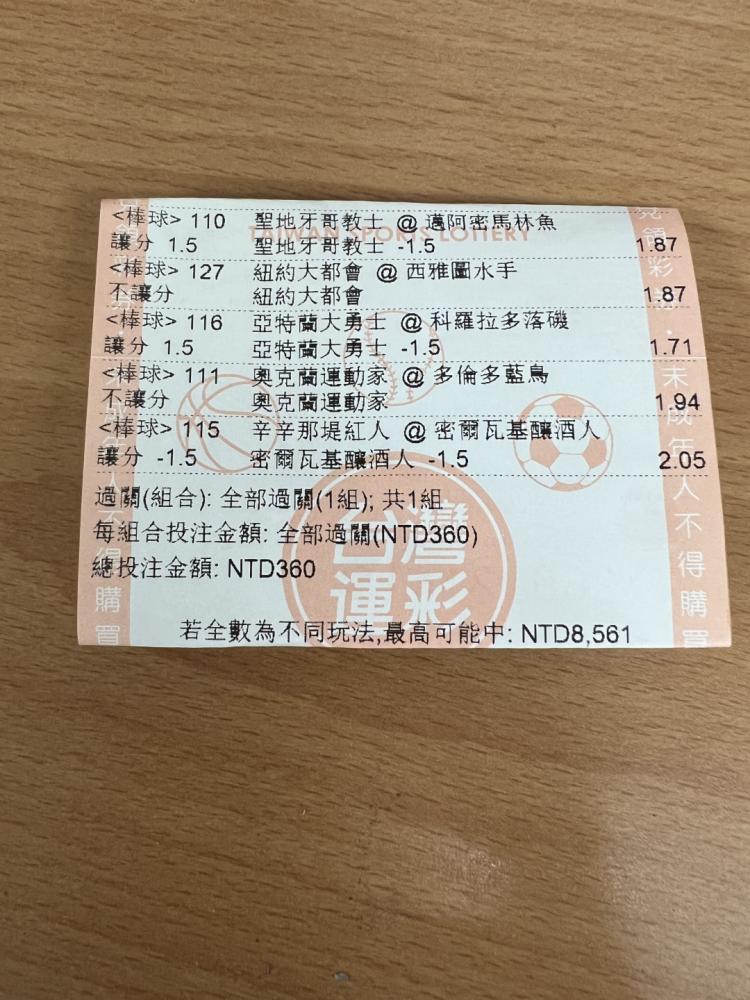 <棒球> 110 聖地牙哥教士 @ 邁阿密馬林魚
TAIWAN SPORTS LOTTERY
讓分 1.5 聖地牙哥教士 -1.5 1.87
<棒球> 127 紐約大都會 @ 西雅圖水手
不讓分 紐約大都會 1.87
<棒球> 116 亞特蘭大勇士 @ 科羅拉多落磯
讓分 1.5 亞特蘭大勇士 -1.5 1.71
<棒球> 111 奧克蘭運動家 @ 多倫多藍鳥
不讓分 奧克蘭運動家 1.94
<棒球> 115 辛辛那堤紅人 @ 密爾瓦基釀酒人
讓分 -1.5 密爾瓦基釀酒人 -1.5 2.05
過關(組合): 全部過關(1組); 共1組
每組合投注金額: 全部過關(NTD360)
總投注金額: NTD360
台灣
運彩
若全數為不同玩法,最高可能中: NTD8,561
領彩
未成年人不得購買